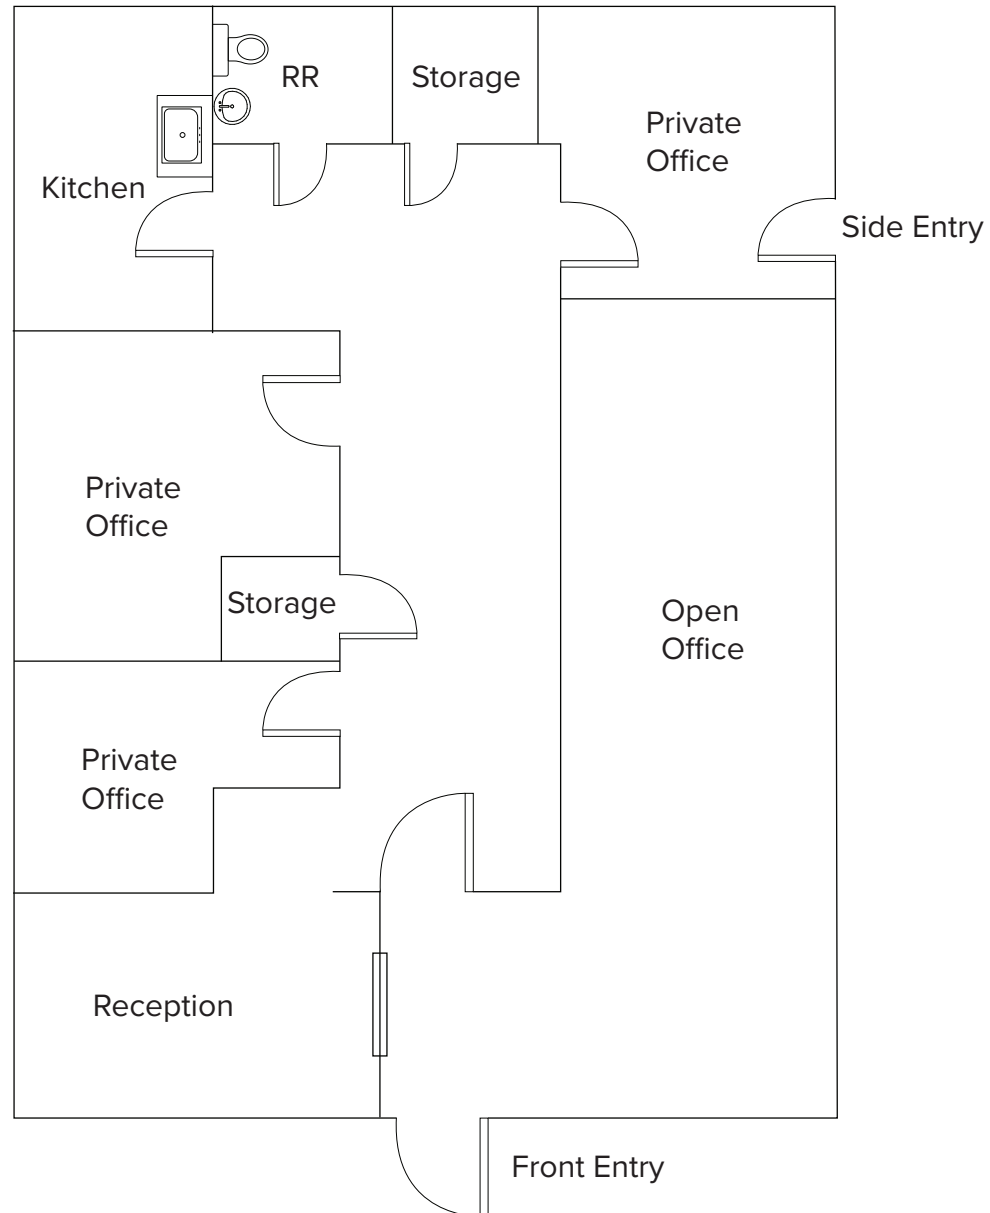 RR
Storage
Private
Office
Kitchen
Side Entry
Private
Office
Storage
Open
Office
Private
Office
Reception
Front Entry